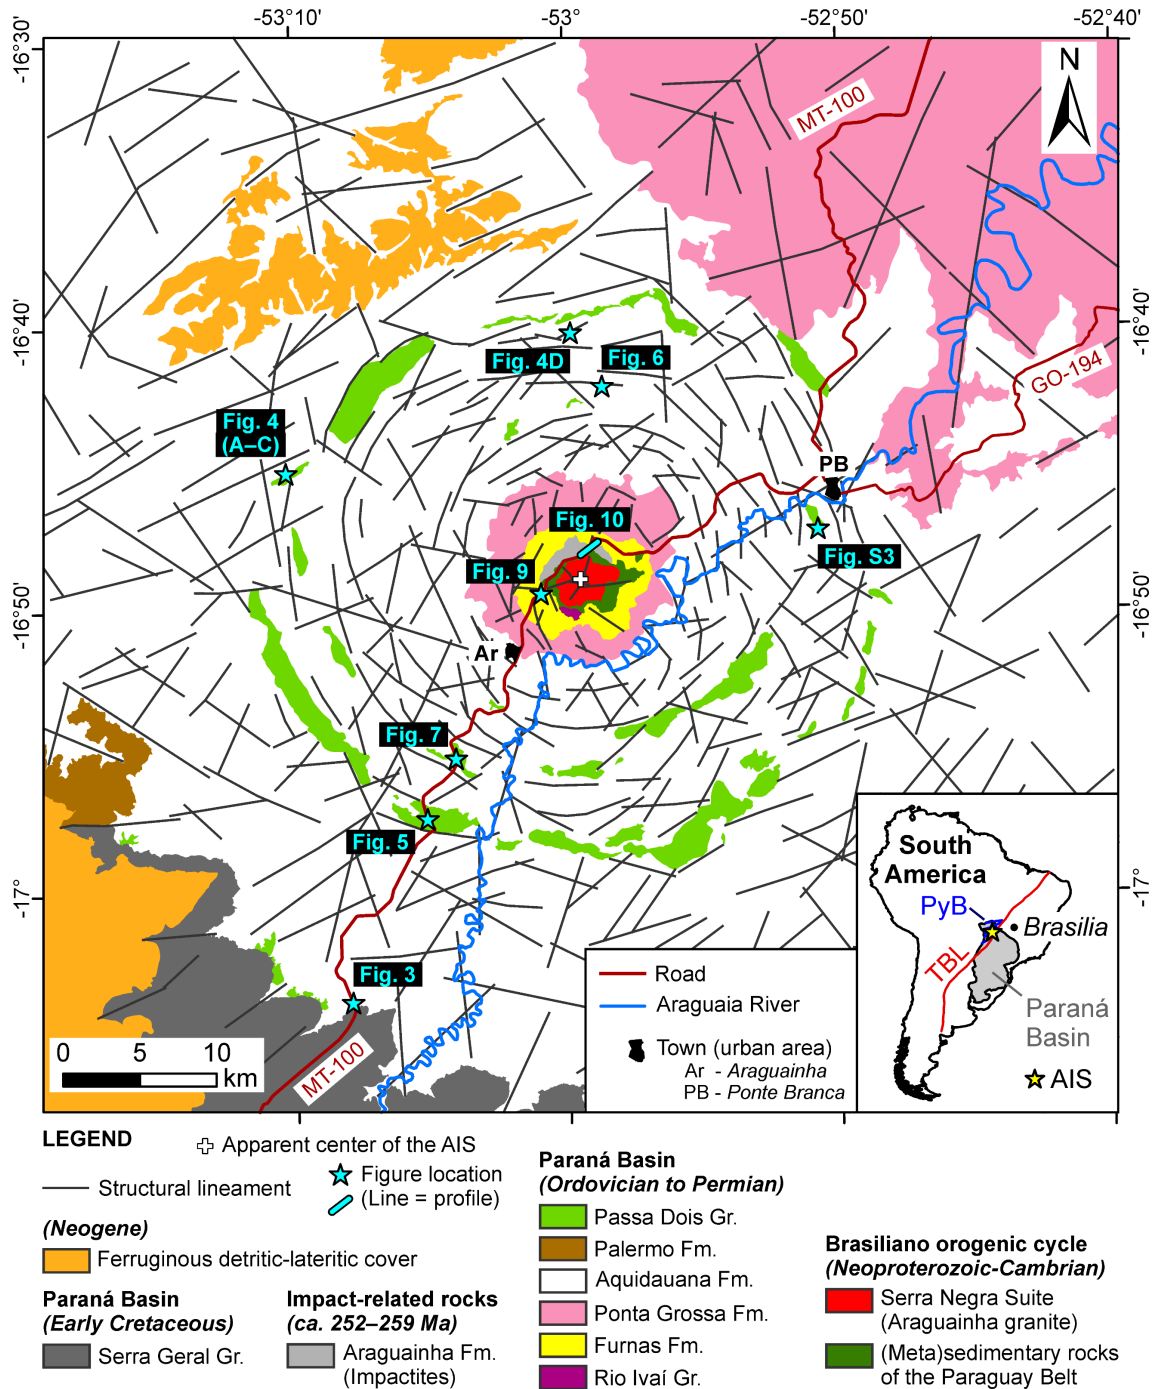 -53°10'
-53°
-52°50'
-52°40'
-16°30'
N
MT-100
-16°40'
-16°40'
GO-194
Fig. 4D
Fig. 6
Fig. 4
(A–C)
PB
Fig. 10
Fig. S3
Fig. 9
-16°50'
-16°50'
Ar
Fig. 7
Fig. 5
South
America
PyB
Brasilia
TBL
Paraná
Basin
AIS
-17°
-17°
Fig. 3
Road
Araguaia River
Town (urban area)
Ar - Araguainha
PB - Ponte Branca
0 5 10
km
MT-100
LEGEND
Apparent center of the AIS
Structural lineament
Figure location
(Line = profile)
(Neogene)
Ferruginous detritic-lateritic cover
Paraná Basin
(Early Cretaceous)
Serra Geral Gr.
Impact-related rocks
(ca. 252–259 Ma)
Araguainha Fm.
(Impactites)
Paraná Basin
(Ordovician to Permian)
Passa Dois Gr.
Palermo Fm.
Aquidauana Fm.
Ponta Grossa Fm.
Furnas Fm.
Rio Ivaí Gr.
Brasiliano orogenic cycle
(Neoproterozoic-Cambrian)
Serra Negra Suite
(Araguainha granite)
(Meta)sedimentary rocks
of the Paraguay Belt